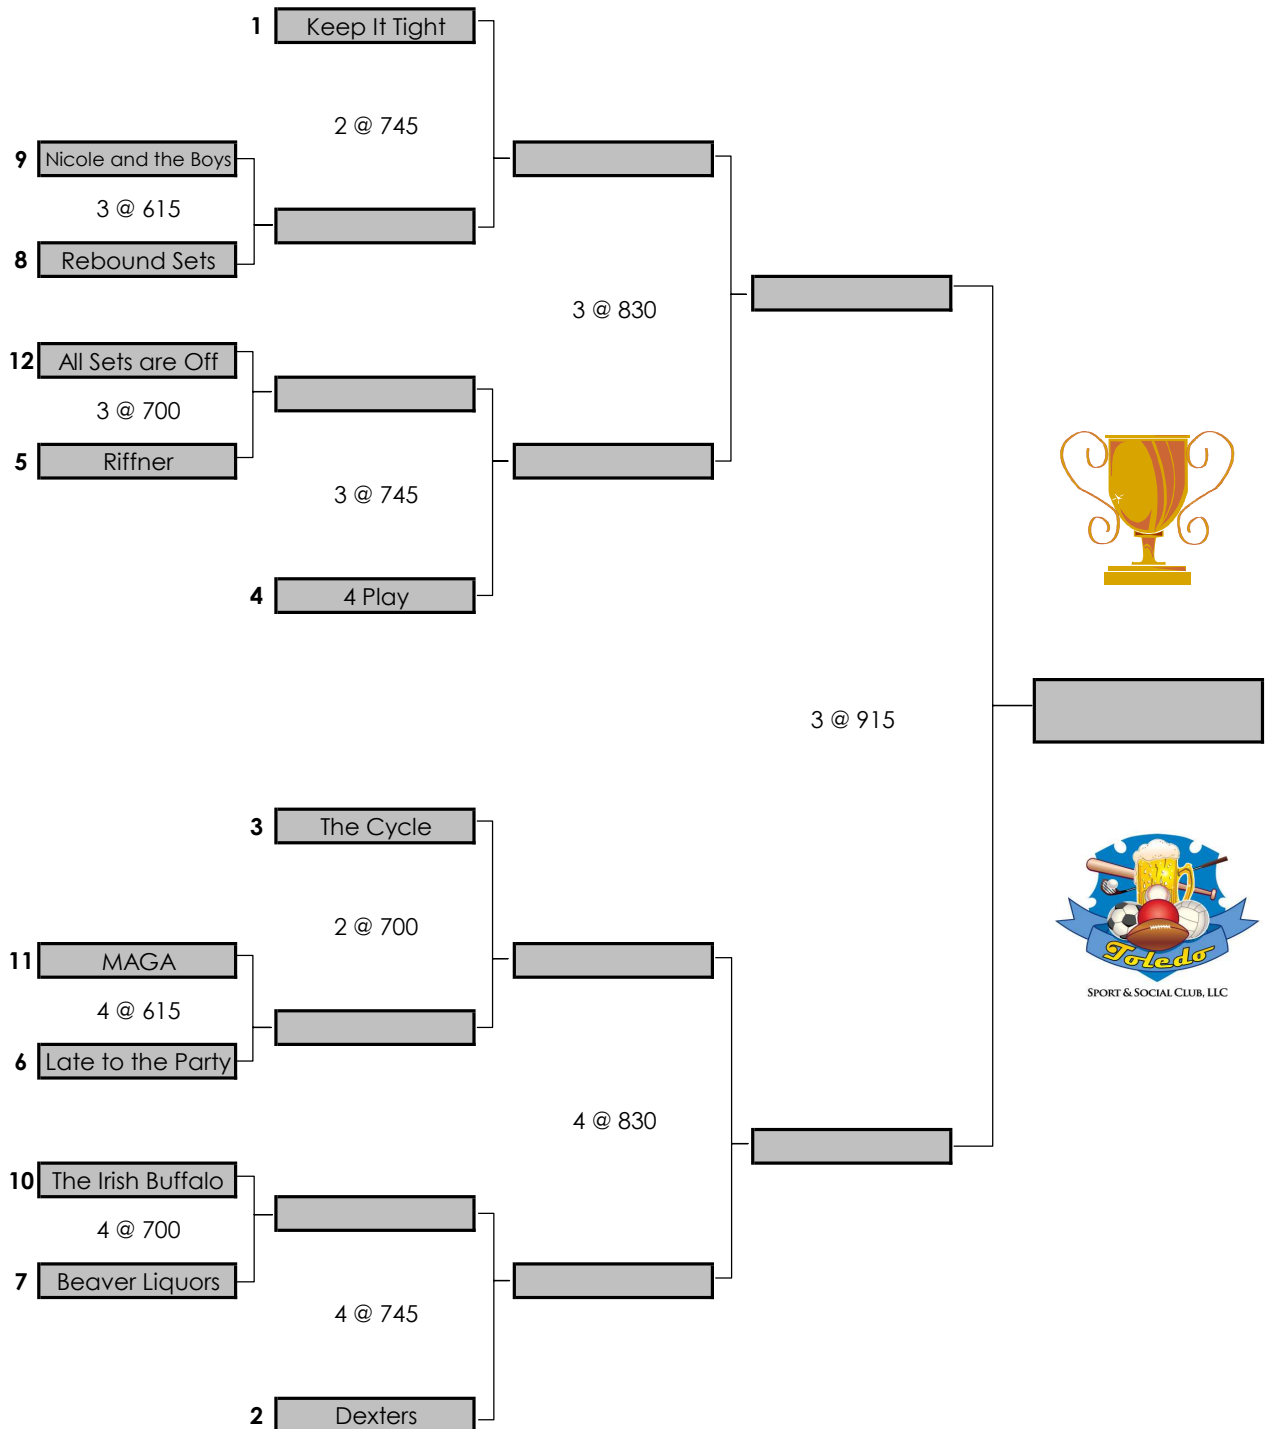 1 Keep It Tight
2 @ 745
9 Nicole and the Boys
3 @ 615
8 Rebound Sets
3 @ 830
12 All Sets are Off
3 @ 700
5 Riffner
3 @ 745
4 4 Play
3 @ 915
3 The Cycle
2 @ 700
11 MAGA
4 @ 615
6 Late to the Party
4 @ 830
10 The Irish Buffalo
4 @ 700
7 Beaver Liquors
4 @ 745
2 Dexters
Toledo
SPORT & SOCIAL CLUB, LLC